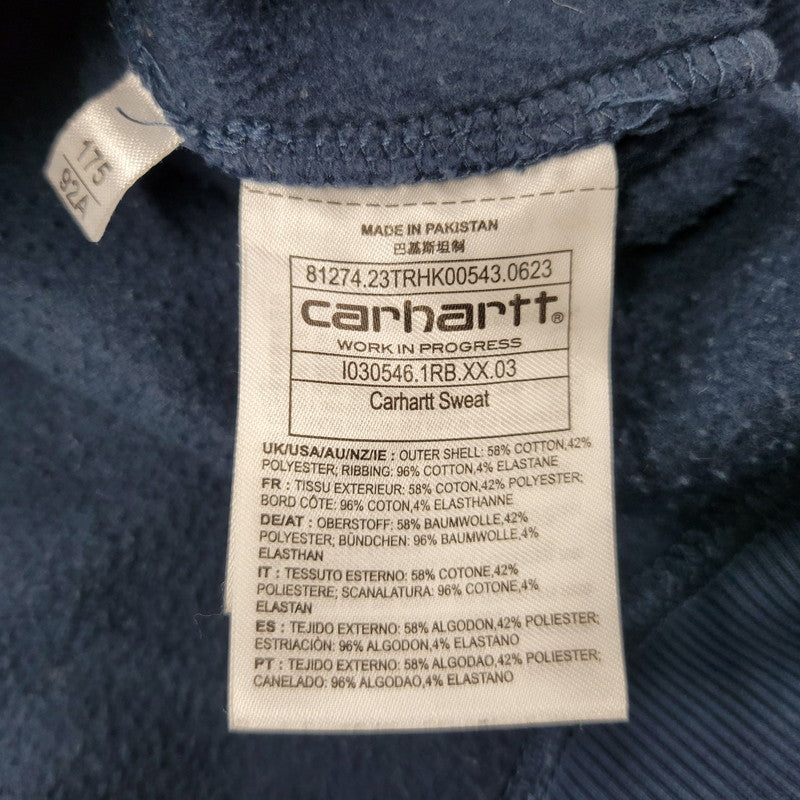 175
92A
MADE IN PAKISTAN
巴基斯坦制
81274.23TRHK00543.0623
carhartt®
WORK IN PROGRESS
I030546.1RB.XX.03
Carhartt Sweat
UK/USA/AU/NZ/IE : OUTER SHELL: 58% COTTON,42%
POLYESTER; RIBBING: 96% COTTON,4% ELASTANE
FR : TISSU EXTERIEUR: 58% COTON,42% POLYESTER;
BORD CÔTE: 96% COTON,4% ELASTHANNE
DE/AT : OBERSTOFF: 58% BAUMWOLLE,42%
POLYESTER; BÜNDCHEN: 96% BAUMWOLLE,4%
ELASTHAN
IT : TESSUTO ESTERNO: 58% COTONE,42%
POLIESTERE; SCANALATURA: 96% COTONE,4%
ELASTAN
ES : TEJIDO EXTERNO: 58% ALGODON,42% POLIESTER;
ESTRIACIÒN: 96% ALGODON,4% ELASTANO
PT : TEJIDO EXTERNO: 58% ALGODAO,42% POLIESTER;
CANELADO: 96% ALGODAO,4% ELASTANO